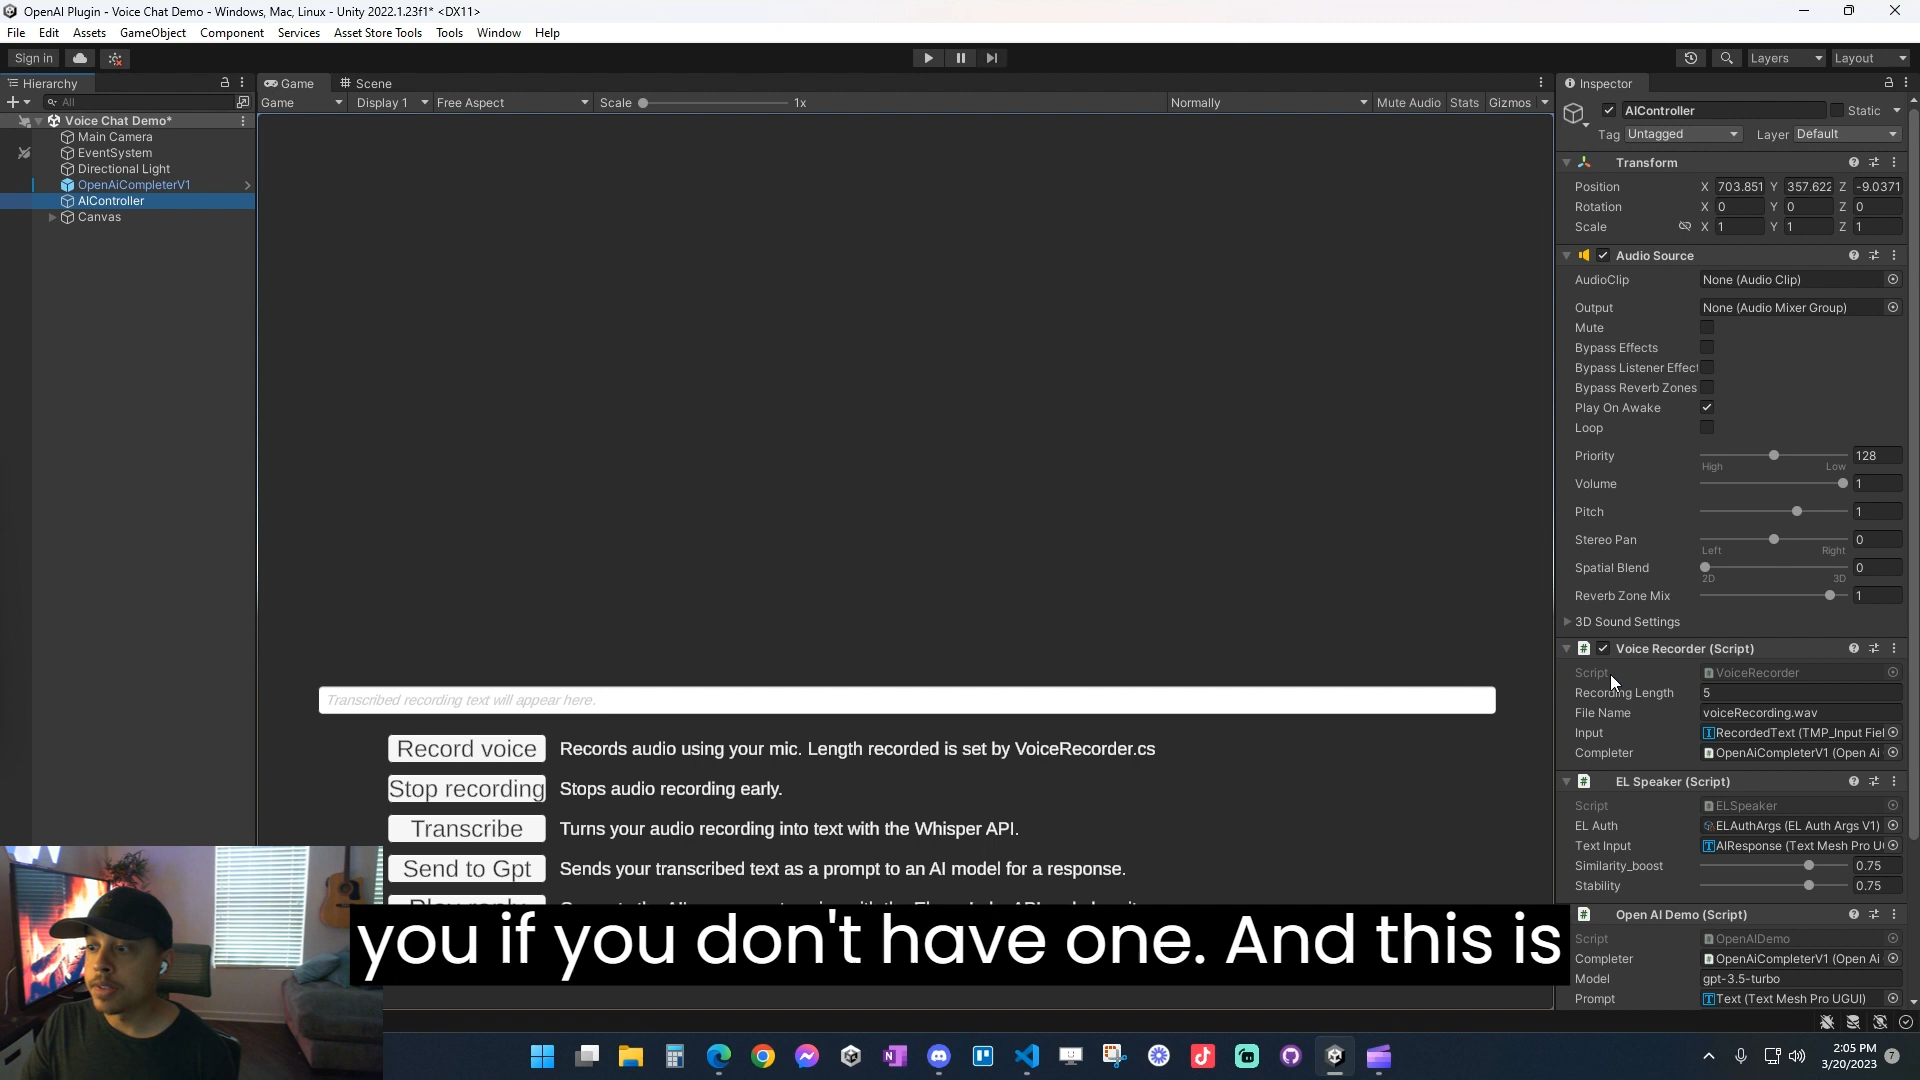 OpenAI Plugin - Voice Chat Demo - Windows, Mac, Linux - Unity 2022.1.23f1* <DX11>
File Edit Assets GameObject Component Services Asset Store Tools Tools Window Help
Sign in
Layers
Layout
Hierarchy
All
Voice Chat Demo*
Main Camera
EventSystem
Directional Light
OpenAiCompleterV1
AIController
Canvas
Game
Scene
Game Display 1 Free Aspect Scale 1x Normally Mute Audio Stats Gizmos
Transcribed recording text will appear here.
Record voice Records audio using your mic. Length recorded is set by VoiceRecorder.cs
Stop recording Stops audio recording early.
Transcribe Turns your audio recording into text with the Whisper API.
Send to Gpt Sends your transcribed text as a prompt to an AI model for a response.
you if you don't have one. And this is
Inspector
AIController Static
Tag Untagged Layer Default
Transform
Position X 703.851 Y 357.622 Z -9.0371
Rotation X 0 Y 0 Z 0
Scale X 1 Y 1 Z 1
Audio Source
AudioClip None (Audio Clip)
Output None (Audio Mixer Group)
Mute
Bypass Effects
Bypass Listener Effect
Bypass Reverb Zones
Play On Awake
Loop
Priority 128
High Low
Volume 1
Pitch 1
Stereo Pan 0
Left Right
Spatial Blend 0
2D 3D
Reverb Zone Mix 1
3D Sound Settings
# Voice Recorder (Script)
Script VoiceRecorder
Recording Length 5
File Name voiceRecording.wav
Input RecordedText (TMP_Input Fiel
Completer OpenAiCompleterV1 (Open Ai
# EL Speaker (Script)
Script ELSpeaker
EL Auth ELAuthArgs (EL Auth Args V1)
Text Input AIResponse (Text Mesh Pro U
Similarity_boost 0.75
Stability 0.75
# Open AI Demo (Script)
Script OpenAIDemo
Completer OpenAiCompleterV1 (Open Ai
Model gpt-3.5-turbo
Prompt Text (Text Mesh Pro UGUI)
2:05 PM
3/20/2023
7